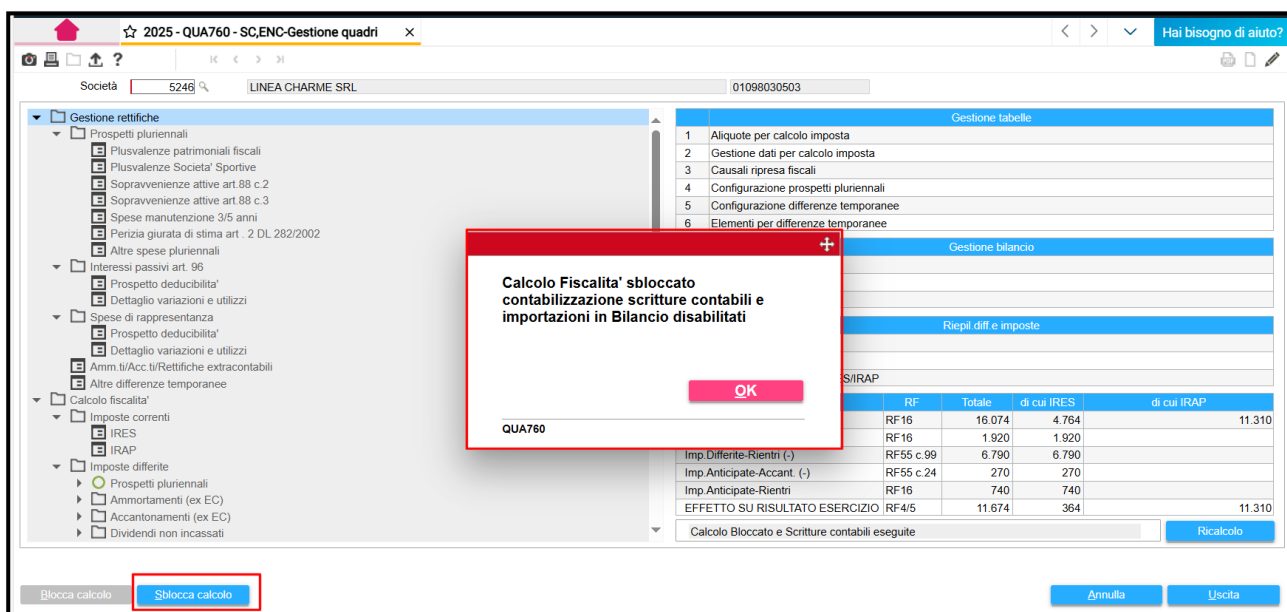 2025 - QUA760 - SC,ENC-Gestione quadri
Hai bisogno di aiuto?
Società 5246 LINEA CHARME SRL 01098030503
Gestione rettifiche
Prospetti pluriennali
Plusvalenze patrimoniali fiscali
Plusvalenze Societa' Sportive
Sopravvenienze attive art.88 c.2
Sopravvenienze attive art.88 c.3
Spese manutenzione 3/5 anni
Perizia giurata di stima art . 2 DL 282/2002
Altre spese pluriennali
Interessi passivi art. 96
Prospetto deducibilita'
Dettaglio variazioni e utilizzi
Spese di rappresentanza
Prospetto deducibilita'
Dettaglio variazioni e utilizzi
Amm.ti/Acc.ti/Rettifiche extracontabili
Altre differenze temporanee
Calcolo fiscalita'
Imposte correnti
IRES
IRAP
Imposte differite
Prospetti pluriennali
Ammortamenti (ex EC)
Accantonamenti (ex EC)
Dividendi non incassati
Gestione tabelle
1 Aliquote per calcolo imposta
2 Gestione dati per calcolo imposta
3 Causali ripresa fiscali
4 Configurazione prospetti pluriennali
5 Configurazione differenze temporanee
6 Elementi per differenze temporanee
Gestione bilancio
Riepil.diff.e imposte
S/IRAP
RF Totale di cui IRES di cui IRAP
RF16 16.074 4.764 11.310
RF16 1.920 1.920
Imp.Differite-Rientri (-) RF55 c.99 6.790 6.790
Imp.Anticipate-Accant. (-) RF55 c.24 270 270
Imp.Anticipate-Rientri RF16 740 740
EFFETTO SU RISULTATO ESERCIZIO RF4/5 11.674 364 11.310
Calcolo Bloccato e Scritture contabili eseguite
Ricalcolo
Calcolo Fiscalita' sbloccato
contabilizzazione scritture contabili e
importazioni in Bilancio disabilitati
OK
QUA760
Blocca calcolo Sblocca calcolo Annulla Uscita